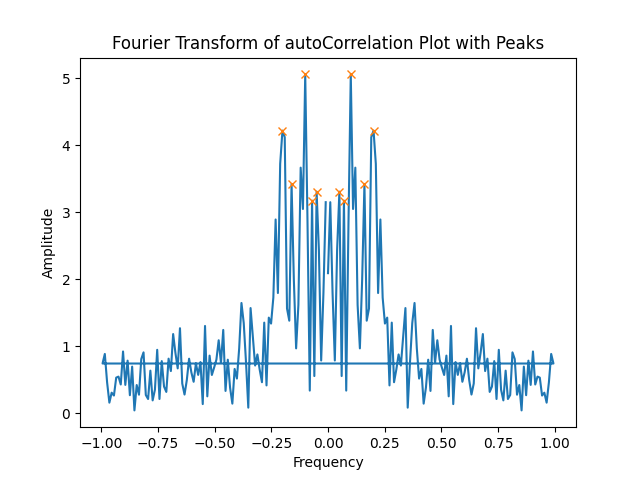 Fourier Transform of autoCorrelation Plot with Peaks
5
4
3
2
1
0
Amplitude
−1.00 −0.75 −0.50 −0.25 0.00 0.25 0.50 0.75 1.00
Frequency